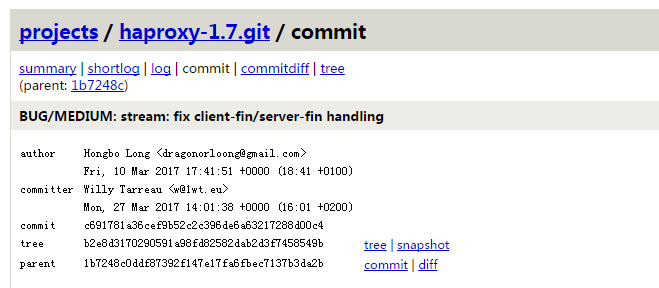 projects / haproxy-1.7.git / commit
summary | shortlog | log | commit | commitdiff | tree
(parent: 1b7248c)
BUG/MEDIUM: stream: fix client-fin/server-fin handling
author Hongbo Long <dragonorloong@gmail.com>
Fri, 10 Mar 2017 17:41:51 +0000 (18:41 +0100)
committer Willy Tarreau <w@1wt.eu>
Mon, 27 Mar 2017 14:01:38 +0000 (16:01 +0200)
commit c691781a36cef9b52c2c396de6a63217288d00c4
tree b2e8d3170290591a98fd82582dab2d3f7458549b tree | snapshot
parent 1b7248c0ddf87392f147e17fa6fbec7137b3da2b commit | diff